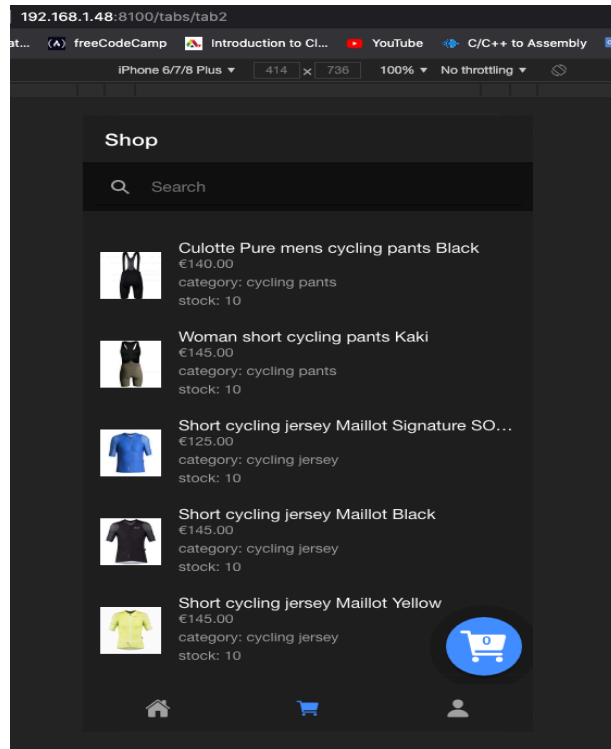 192.168.1.48:8100/tabs/tab2
at... freeCodeCamp Introduction to Cl... YouTube C/C++ to Assembly
iPhone 6/7/8 Plus ▼ 414 × 736 100% ▼ No throttling ▼
Shop
Search
Culotte Pure mens cycling pants Black
€140.00
category: cycling pants
stock: 10
Woman short cycling pants Kaki
€145.00
category: cycling pants
stock: 10
Short cycling jersey Maillot Signature SO...
€125.00
category: cycling jersey
stock: 10
Short cycling jersey Maillot Black
€145.00
category: cycling jersey
stock: 10
Short cycling jersey Maillot Yellow
€145.00
category: cycling jersey
stock: 10
0